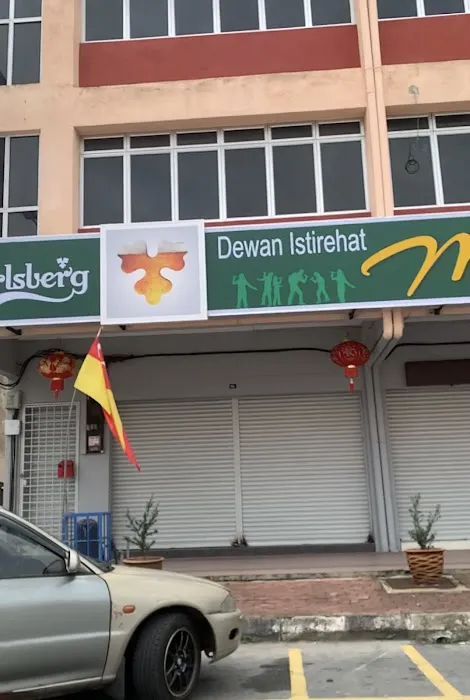 lsberg
Dewan Istirehat
M